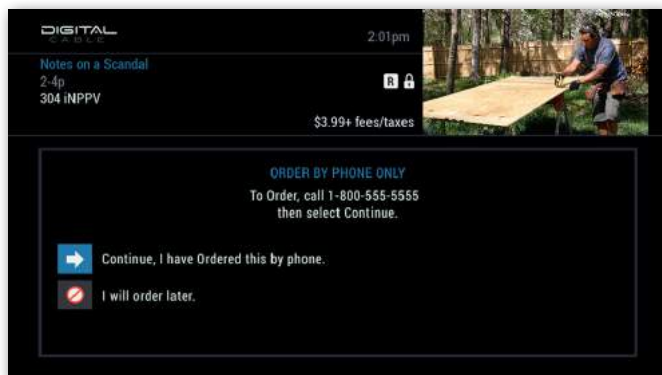 DIGITAL
CABLE
2:01pm
Notes on a Scandal
2-4p
R
304 iNPPV
$3.99+ fees/taxes
ORDER BY PHONE ONLY
To Order, call 1-800-555-5555
then select Continue.
Continue, I have Ordered this by phone.
I will order later.